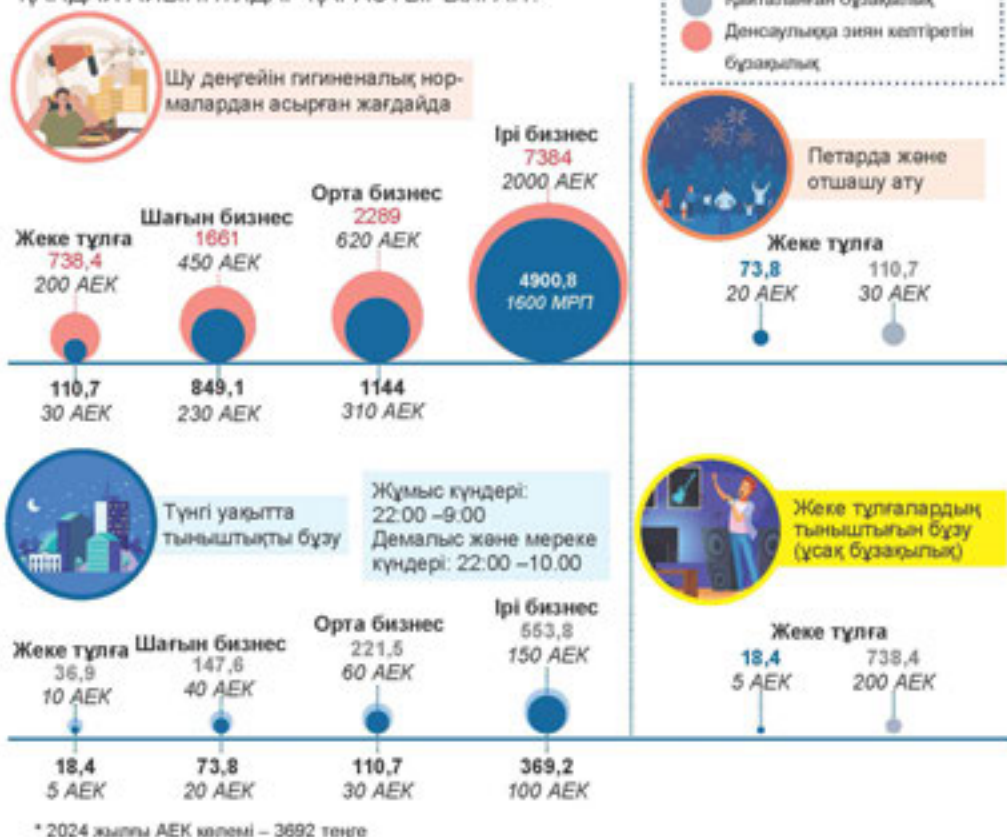 бұзақылық
Денсаулыққа зиян келтіретін
бұзақылық
Шу деңгейін гигиеналық нор-
малардан асырған жағдайда
Жеке тұлға
738,4
200 АЕК
Шағын бизнес
1661
450 АЕК
Орта бизнес
2289
620 АЕК
Ірі бизнес
7384
2000 АЕК
4900,8
1600 МРП
110,7
30 АЕК
849,1
230 АЕК
1144
310 АЕК
Петарда және
отшашу ату
Жеке тұлға
73,8
20 АЕК
110,7
30 АЕК
Түнгі уақытта
тыныштықты бұзу
Жұмыс күндері:
22:00 –9:00
Демалыс және мереке
күндері: 22:00 –10.00
Жеке тұлға
36,9
10 АЕК
Шағын бизнес
147,6
40 АЕК
Орта бизнес
221,5
60 АЕК
Ірі бизнес
553,8
150 АЕК
18,4
5 АЕК
73,8
20 АЕК
110,7
30 АЕК
369,2
100 АЕК
Жеке тұлғалардың
тыныштығын бұзу
(ұсақ бұзақылық)
Жеке тұлға
18,4
5 АЕК
738,4
200 АЕК
* 2024 жылғы АЕК көлемі – 3692 теңге